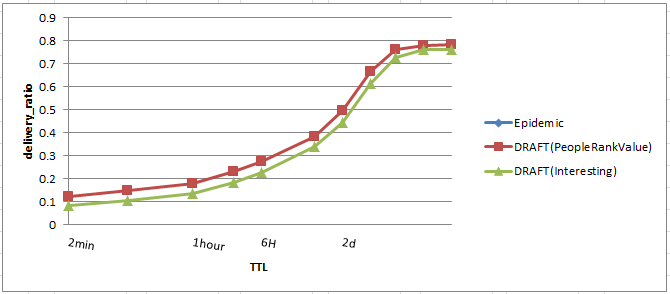 0.9
0.8
0.7
0.6
0.5
0.4
0.3
0.2
0.1
0
delivery_ratio
2min 1hour 6H 2d
TTL
Epidemic
DRAFT(PeopleRankValue)
DRAFT(Interesting)